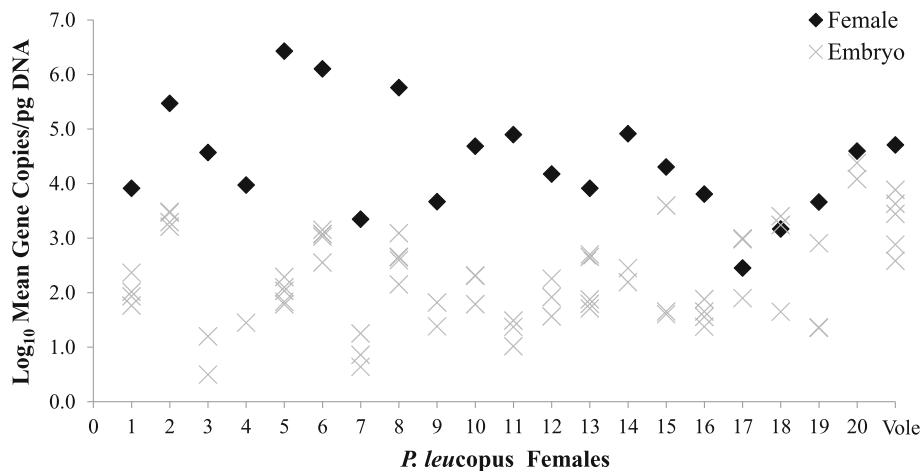 7.0
Female
Embryo
6.0
5.0
4.0
3.0
2.0
1.0
0.0
Log10 Mean Gene Copies/pg DNA
0 1 2 3 4 5 6 7 8 9 10 11 12 13 14 15 16 17 18 19 20 Vole
P. leucopus Females